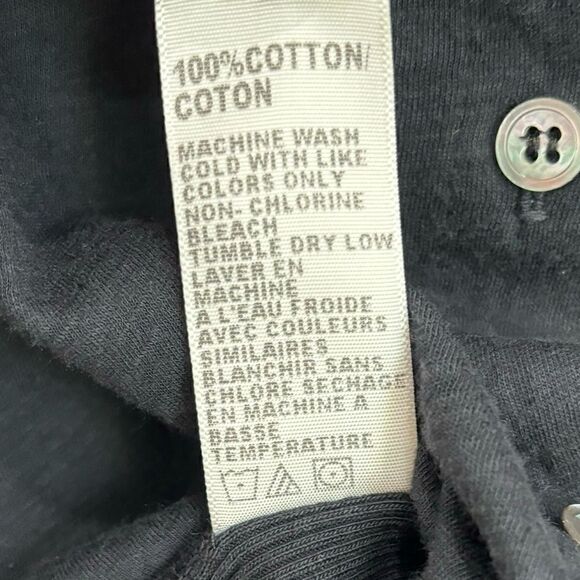 100%COTTON/
COTON
MACHINE WASH
COLD WITH LIKE
COLORS ONLY
NON- CHLORINE
BLEACH
TUMBLE DRY LOW
LAVER EN
MACHINE
A L'EAU FROIDE
AVEC COULEURS
SIMILAIRES
BLANCHIR SANS
CHLORE SECHAGE
EN MACHINE A
BASSE
TEMPERATURE